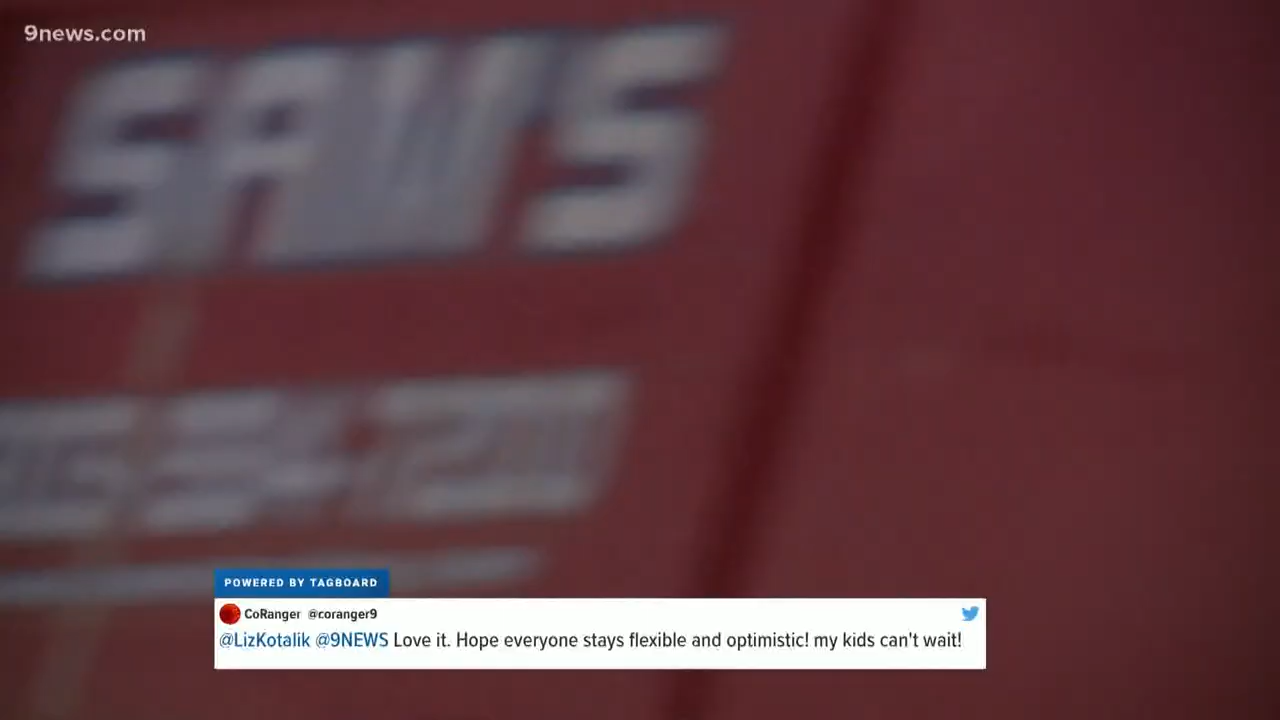 9news.com
SAWS
POWERED BY TAGBOARD
CoRanger @coranger9
@LizKotalik @9NEWS Love it. Hope everyone stays flexible and optimistic! my kids can't wait!